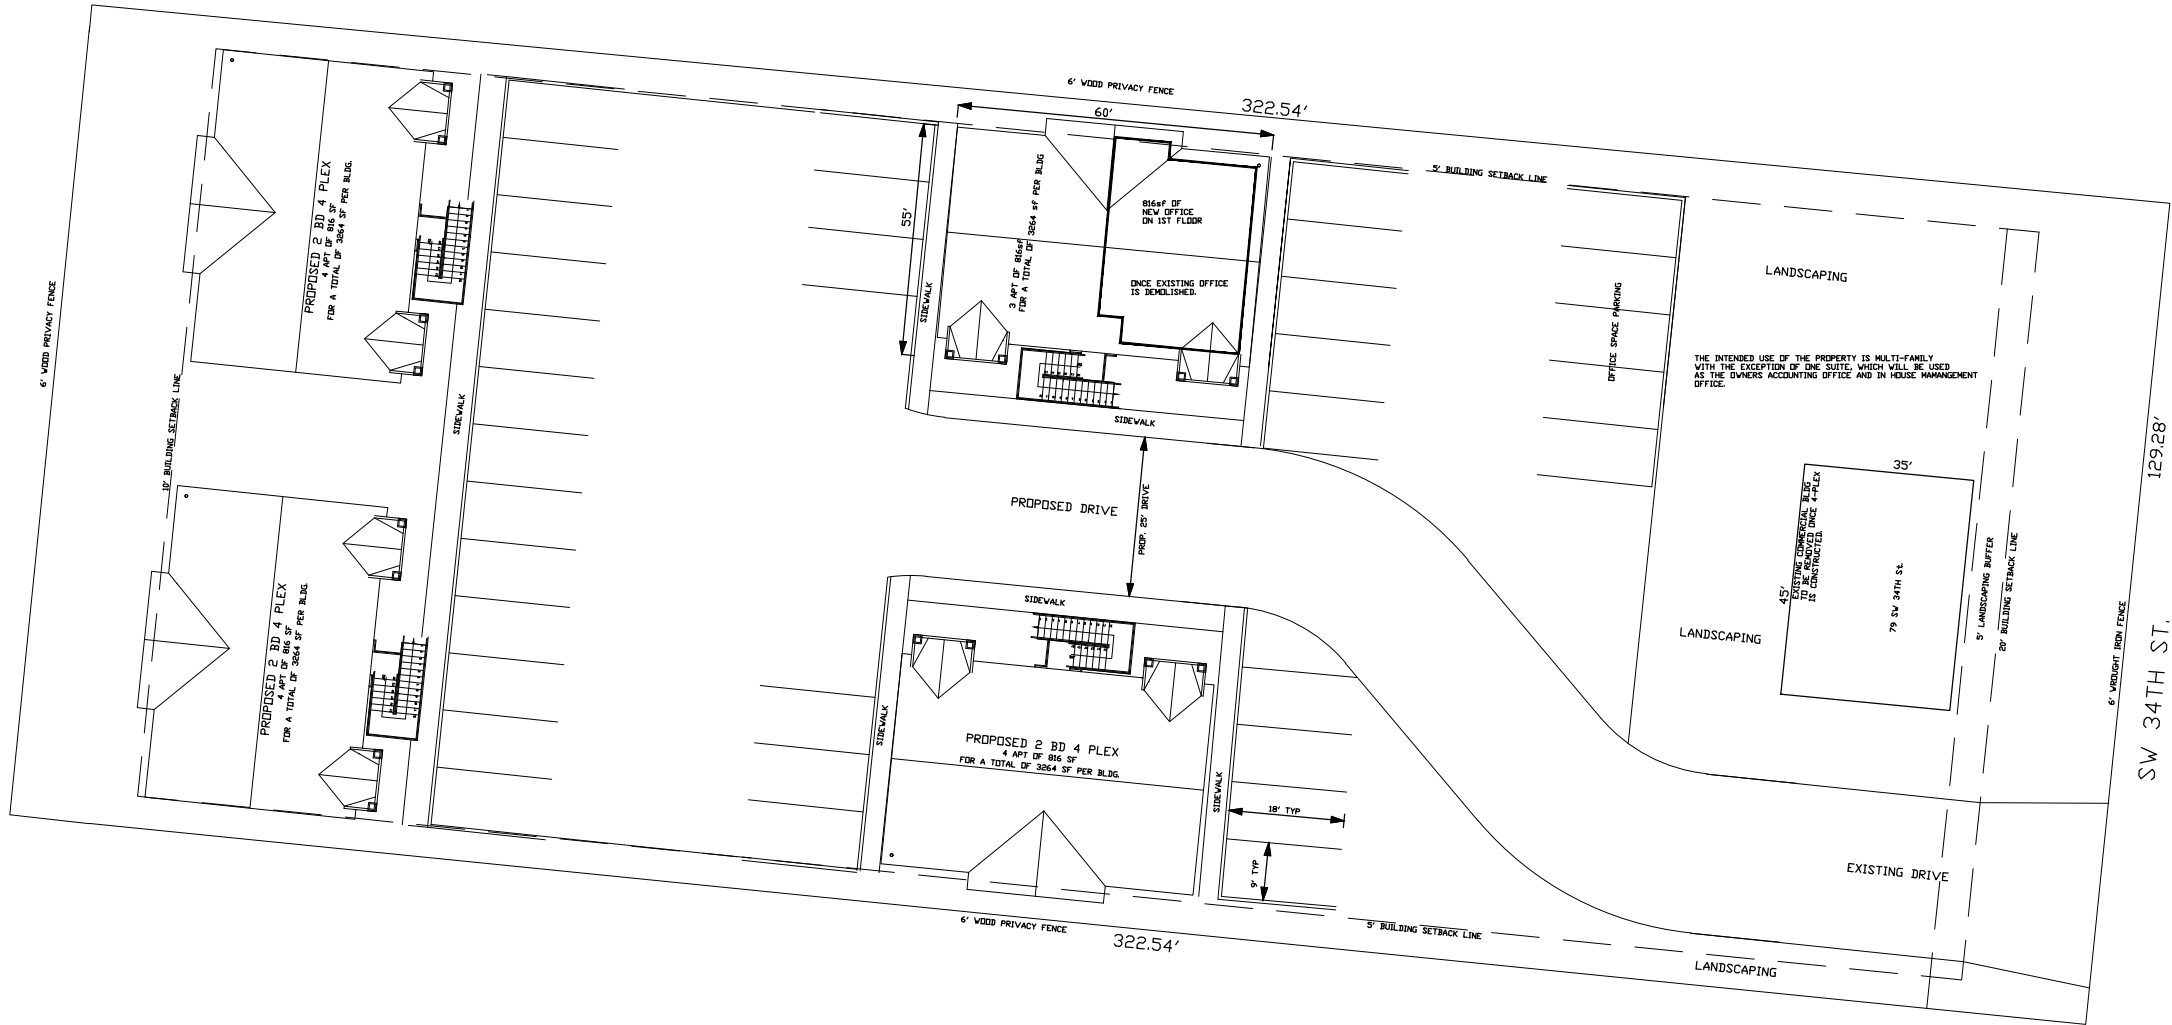 6' WOOD PRIVACY FENCE
322.54'
60'
5' BUILDING SETBACK LINE
55'
816sf OF
NEW OFFICE
ON 1ST FLOOR
ONCE EXISTING OFFICE
IS DEMOLISHED.
3 APT OF 816sf
FOR A TOTAL OF 3264 sf PER BLDG
PROPOSED 2 BD 4 PLEX
4 APT OF 816 SF
FOR A TOTAL OF 3264 SF PER BLDG.
6' WOOD PRIVACY FENCE
10' BUILDING SETBACK LINE
SIDEWALK
SIDEWALK
SIDEWALK
OFFICE SPACE PARKING
LANDSCAPING
THE INTENDED USE OF THE PROPERTY IS MULTI-FAMILY
WITH THE EXCEPTION OF ONE SUITE, WHICH WILL BE USED
AS THE OWNERS ACCOUNTING OFFICE AND IN HOUSE MAMANGEMENT
OFFICE.
129.28'
35'
45'
EXISTING COMMERCIAL BLDG
TO BE REMOVED ONCE 4-PLEX
IS CONSTRUCTED.
79 SW 34TH St.
5' LANDSCAPING BUFFER
20' BUILDING SETBACK LINE
6' WROUGHT IRON FENCE
SW 34TH ST.
PROPOSED DRIVE
PROP. 25' DRIVE
SIDEWALK
LANDSCAPING
PROPOSED 2 BD 4 PLEX
4 APT OF 816 SF
FOR A TOTAL OF 3264 SF PER BLDG.
SIDEWALK
PROPOSED 2 BD 4 PLEX
4 APT OF 816 SF
FOR A TOTAL OF 3264 SF PER BLDG.
SIDEWALK
18' TYP
9' TYP
EXISTING DRIVE
6' WOOD PRIVACY FENCE
322.54'
5' BUILDING SETBACK LINE
LANDSCAPING